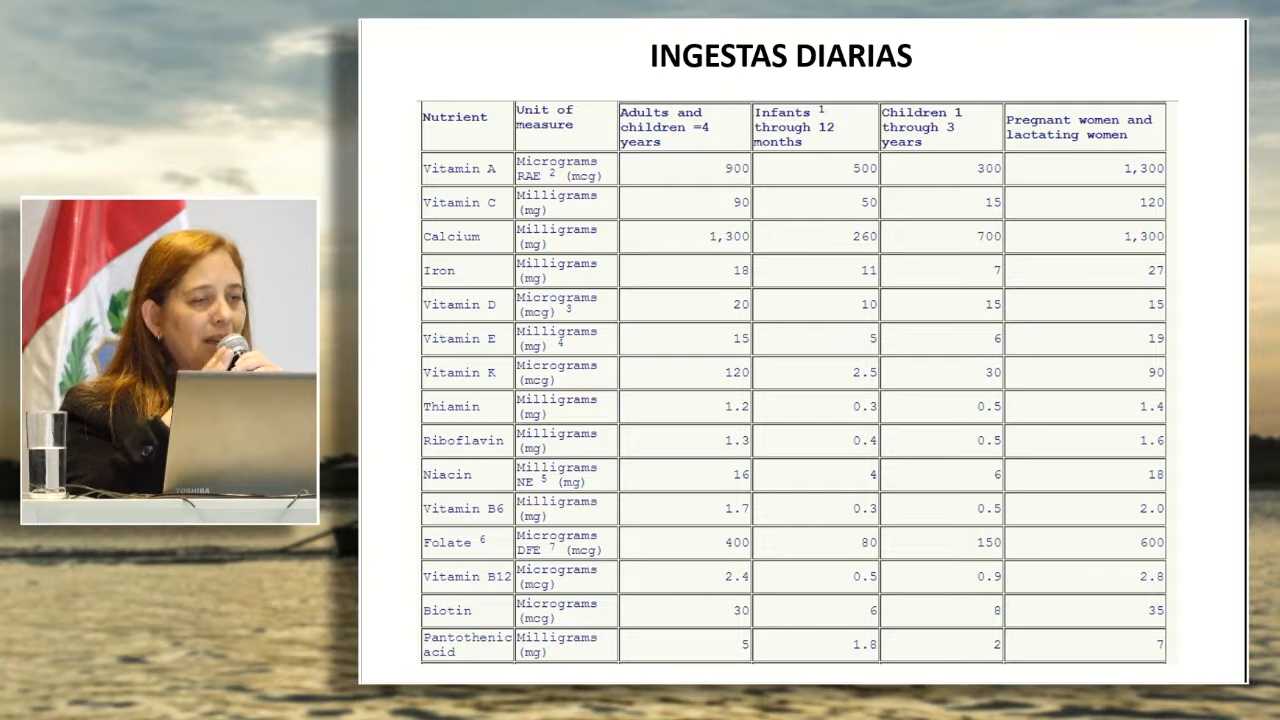 INGESTAS DIARIAS
Nutrient Unit of measure Adults and children =4 years Infants 1 through 12 months Children 1 through 3 years Pregnant women and lactating women
Vitamin A Micrograms RAE 2 (mcg) 900 500 300 1,300
Vitamin C Milligrams (mg) 90 50 15 120
Calcium Milligrams (mg) 1,300 260 700 1,300
Iron Milligrams (mg) 18 11 7 27
Vitamin D Micrograms (mcg) 3 20 10 15 15
Vitamin E Milligrams (mg) 4 15 5 6 19
Vitamin K Micrograms (mcg) 120 2.5 30 90
Thiamin Milligrams (mg) 1.2 0.3 0.5 1.4
Riboflavin Milligrams (mg) 1.3 0.4 0.5 1.6
Niacin Milligrams NE 5 (mg) 16 4 6 18
Vitamin B6 Milligrams (mg) 1.7 0.3 0.5 2.0
Folate 6 Micrograms DFE 7 (mcg) 400 80 150 600
Vitamin B12 Micrograms (mcg) 2.4 0.5 0.9 2.8
Biotin Micrograms (mcg) 30 6 8 35
Pantothenic acid Milligrams (mg) 5 1.8 2 7
TOSHIBA